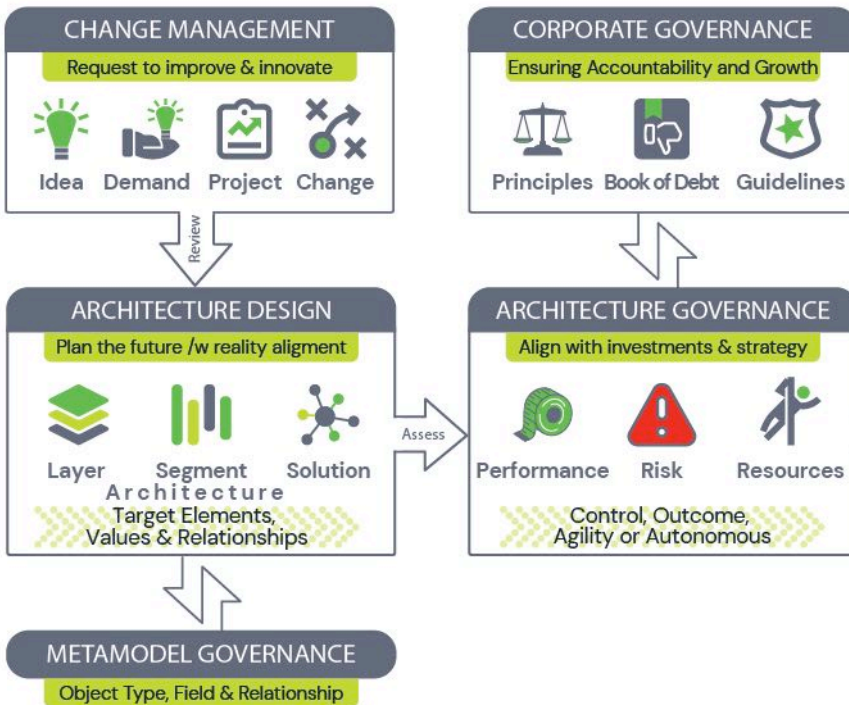 CHANGE MANAGEMENT
Request to improve & innovate
Idea Demand Project Change
Review
CORPORATE GOVERNANCE
Ensuring Accountability and Growth
Principles Book of Debt Guidelines
ARCHITECTURE DESIGN
Plan the future /w reality aligment
Layer Segment Solution
Architecture
Target Elements,
Values & Relationships
Assess
ARCHITECTURE GOVERNANCE
Align with investments & strategy
Performance Risk Resources
Control, Outcome,
Agility or Autonomous
METAMODEL GOVERNANCE
Object Type, Field & Relationship